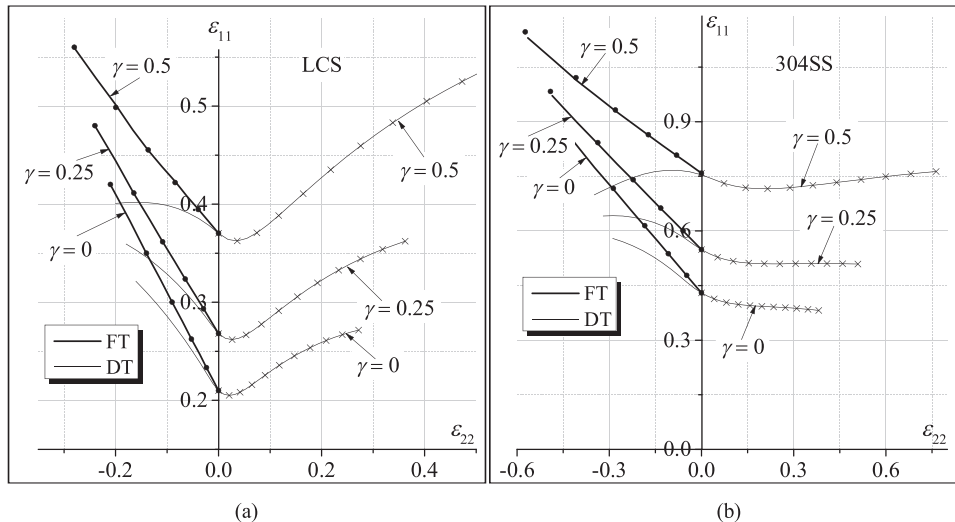 ε11
LCS
γ = 0.5
0.5
γ = 0.25
γ = 0.5
0.4
γ = 0
0.3
γ = 0.25
FT
DT
γ = 0
0.2
ε22
-0.2 0.0 0.2 0.4
(a)
ε11
γ = 0.5
304SS
0.9
γ = 0.25
γ = 0
γ = 0.5
0.6
γ = 0.25
FT
DT
0.3
γ = 0
0.0
ε22
-0.6 -0.3 0.0 0.3 0.6
(b)